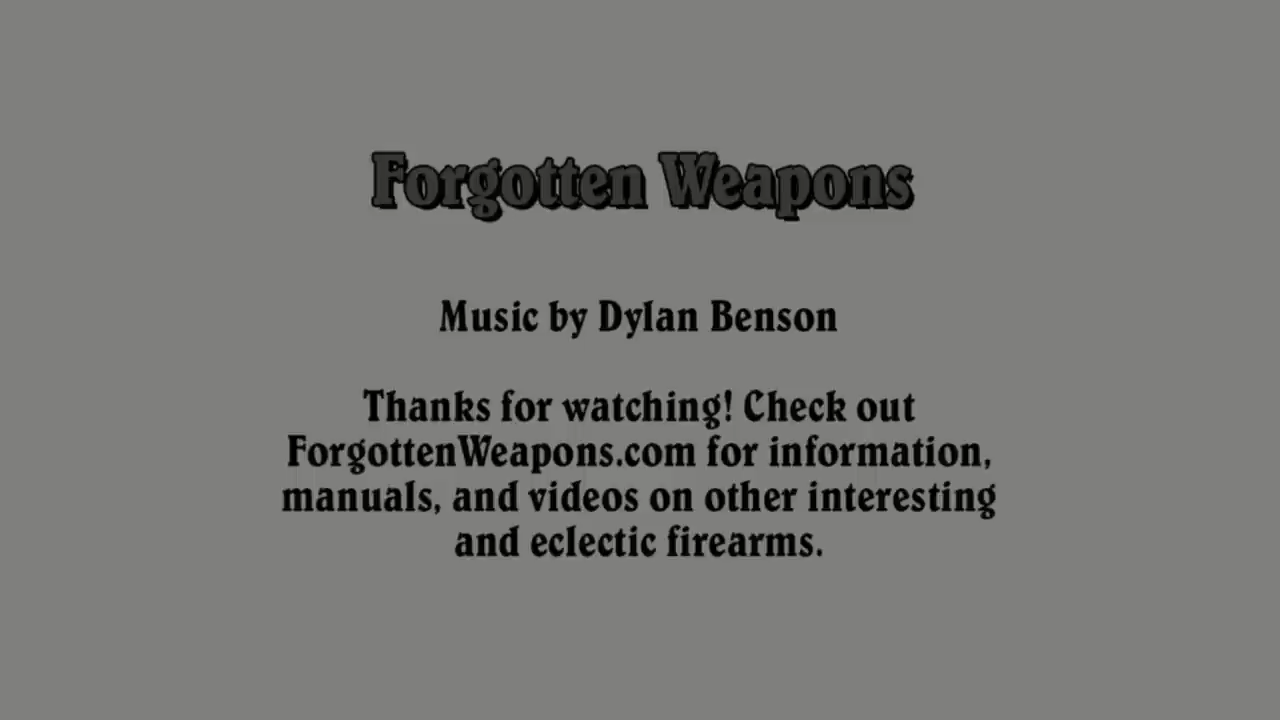 Forgotten Weapons
Music by Dylan Benson
Thanks for watching! Check out
ForgottenWeapons.com for information,
manuals, and videos on other interesting
and eclectic firearms.